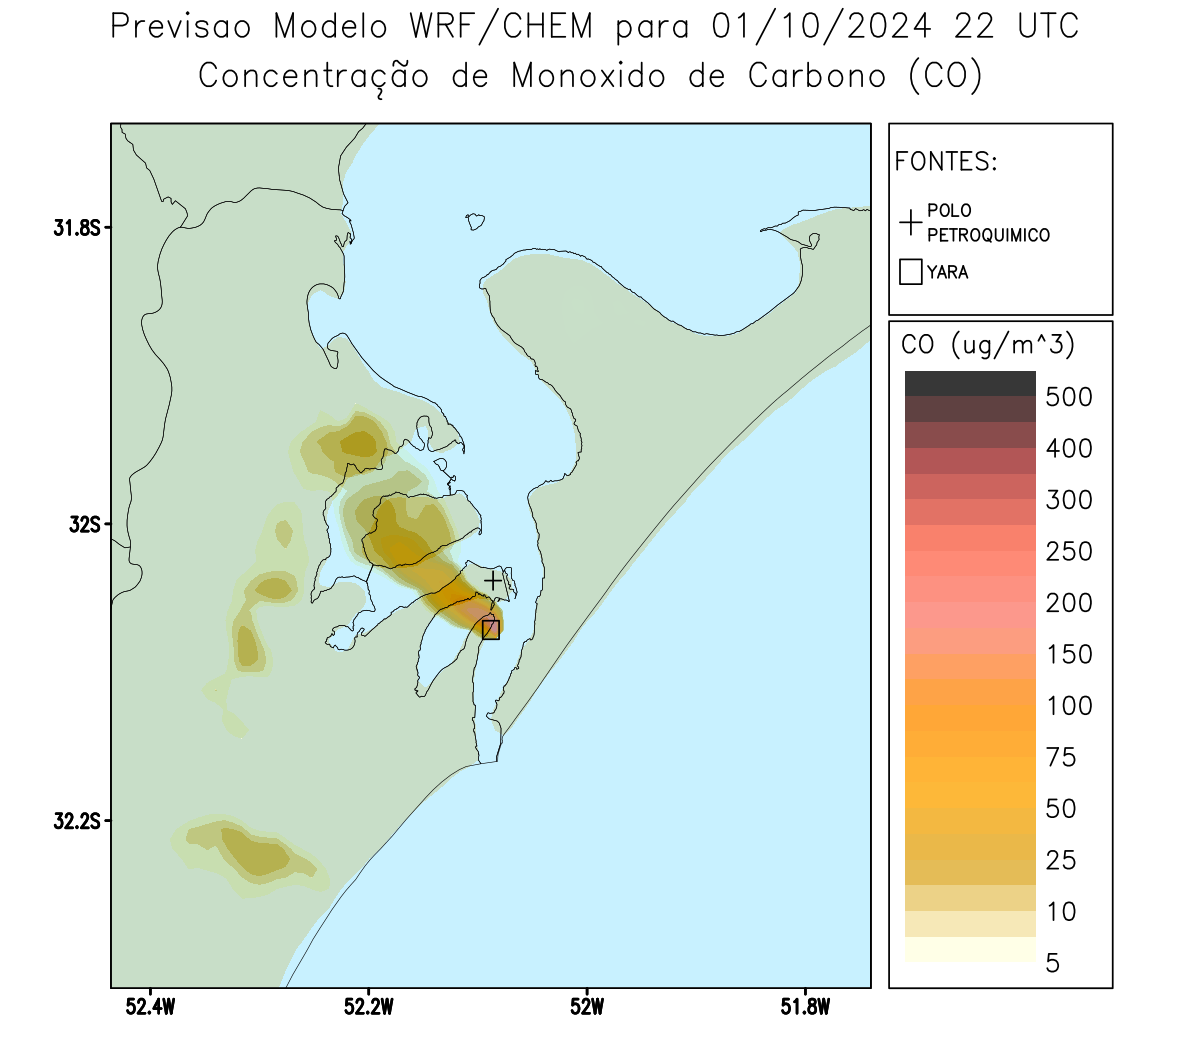 Previsao Modelo WRF/CHEM para 01/10/2024 22 UTC
Concentração de Monoxido de Carbono (CO)
FONTES:
POLO
PETROQUIMICO
YARA
CO (ug/m^3)
500
400
300
250
200
150
100
75
50
25
10
5
31.8S
32S
32.2S
52.4W
52.2W
52W
51.8W